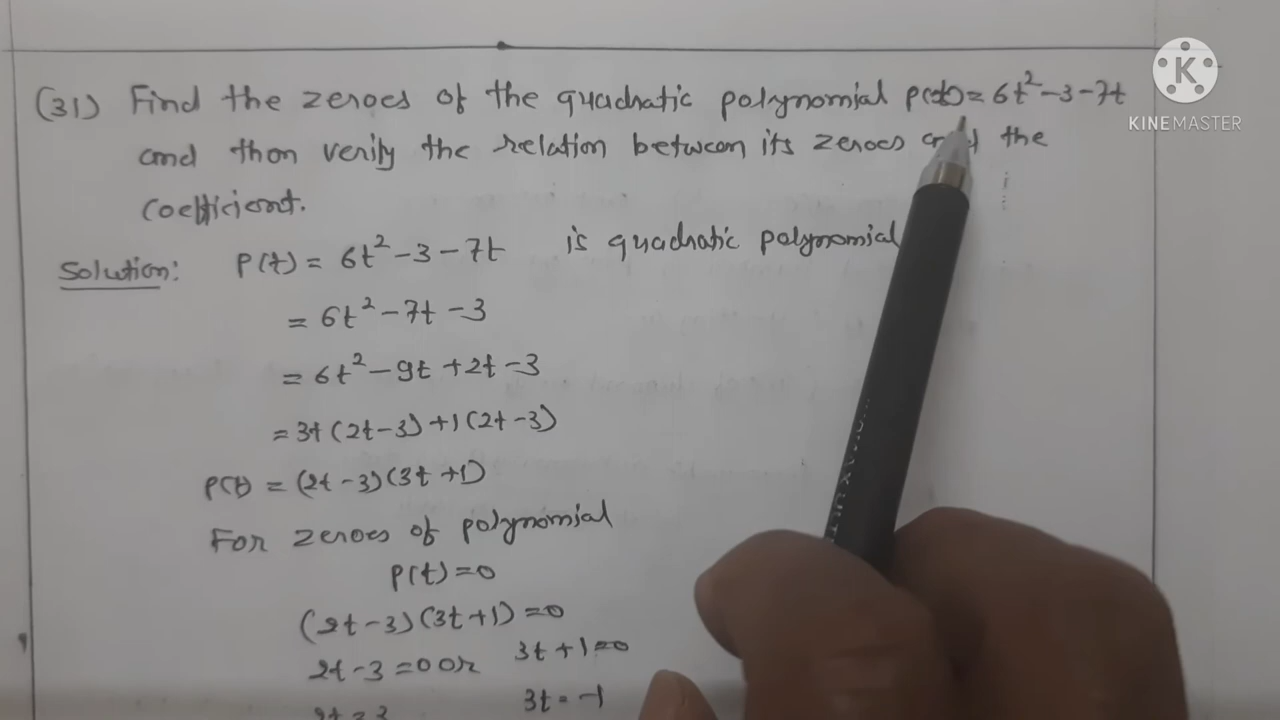 (31) Find the zeroes of the quadratic polynomial p(t) = 6t² - 3 - 7t
and then verify the relation between its zeroes and the
coefficient.
Solution: P(t) = 6t² - 3 - 7t is quadratic polynomial
= 6t² - 7t - 3
= 6t² - 9t + 2t - 3
= 3t (2t - 3) + 1 (2t - 3)
p(t) = (2t - 3) (3t + 1)
For zeroes of polynomial
P(t) = 0
(2t - 3) (3t + 1) = 0
2t - 3 = 0 or 3t + 1 = 0
2t = 3 3t = -1
K
KINEMASTER